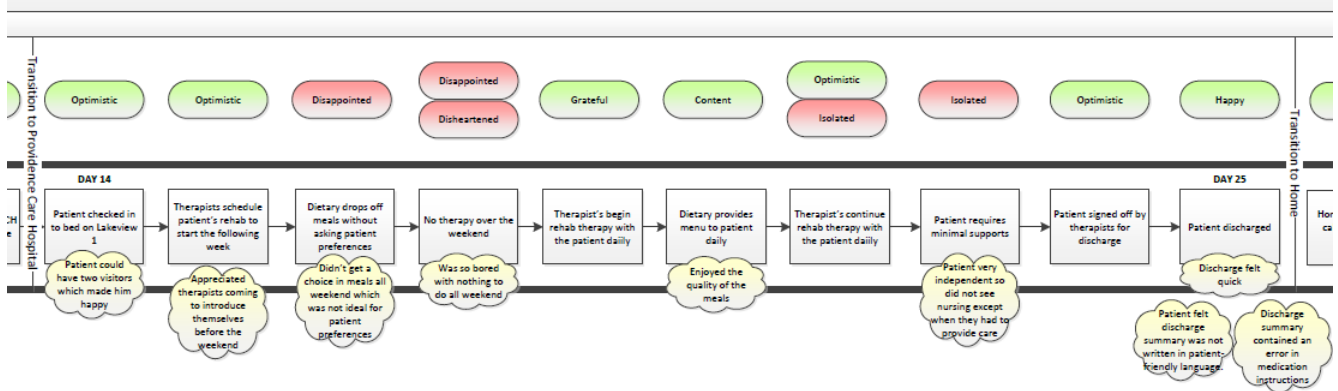 Transition to Providence Care Hospital
Optimistic
Optimistic
Disappointed
Disappointed
Disheartened
Grateful
Content
Optimistic
Isolated
Isolated
Optimistic
Happy
Transition to Home
DAY 14
DAY 25
CH
e
Patient checked in
to bed on Lakeview
1
Therapists schedule
patient's rehab to
start the following
week
Dietary drops off
meals without
asking patient
preferences
No therapy over the
weekend
Therapist's begin
rehab therapy with
the patient daiily
Dietary provides
menu to patient
daily
Therapist's continue
rehab therapy with
the patient daiily
Patient requires
minimal supports
Patient signed off by
therapists for
discharge
Patient discharged
Hor
ca
Patient could
have two visitors
which made him
happy
Appreciated
therapists coming
to introduce
themselves
before the
weekend
Didn't get a
choice in meals all
weekend which
was not ideal for
patient
preferences
Was so bored
with nothing to
do all weekend
Enjoyed the
quality of the
meals
Patient very
independent so
did not see
nursing except
when they had to
provide care
Discharge felt
quick
Patient felt
discharge
summary was not
written in patient-
friendly language.
Discharge
summary
contained an
error in
medication
instructions